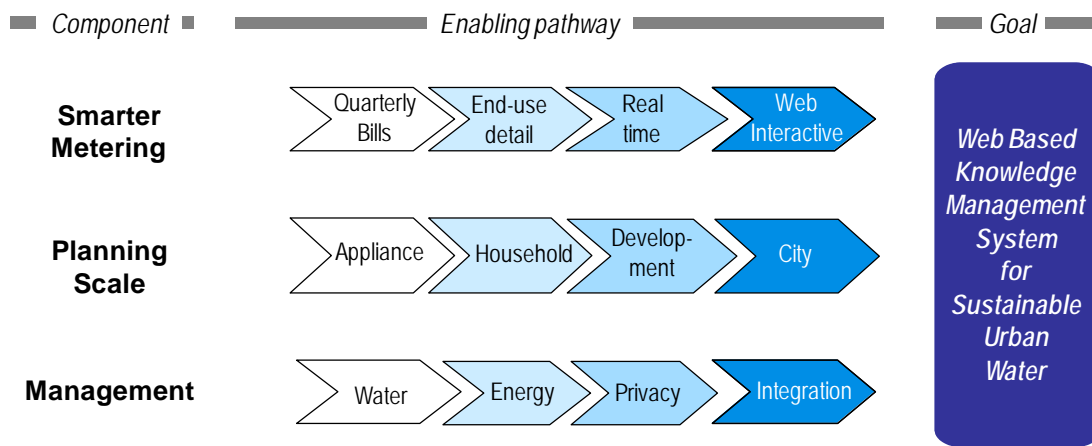 Component
Enabling pathway
Goal
Smarter
Metering
Quarterly
Bills
End-use
detail
Real
time
Web
Interactive
Planning
Scale
Appliance
Household
Develop-
ment
City
Management
Water
Energy
Privacy
Integration
Web Based
Knowledge
Management
System
for
Sustainable
Urban
Water